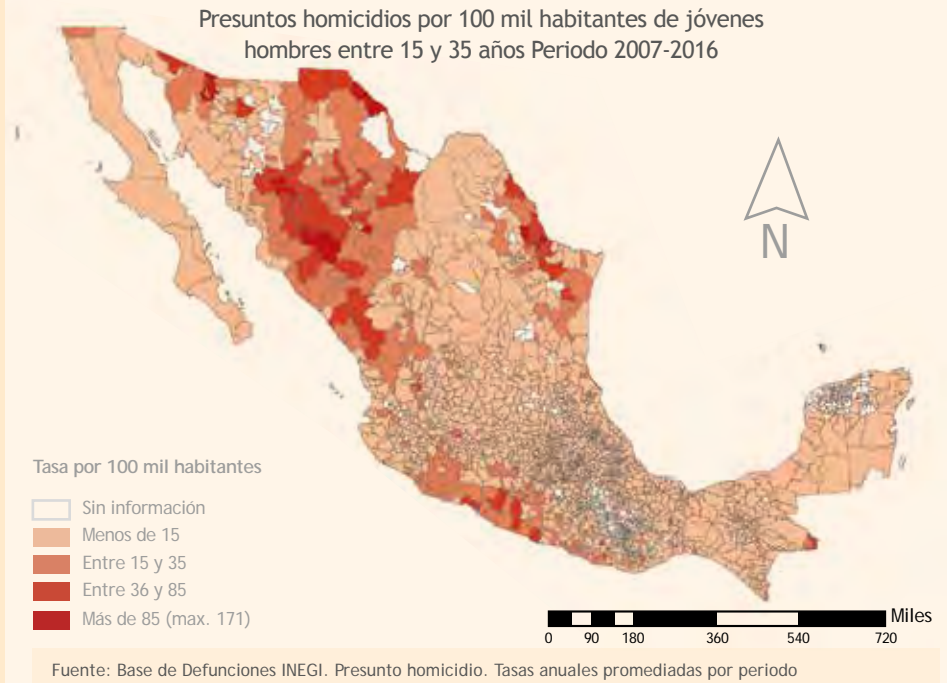 Presuntos homicidios por 100 mil habitantes de jóvenes
hombres entre 15 y 35 años Periodo 2007-2016
N
Tasa por 100 mil habitantes
Sin información
Menos de 15
Entre 15 y 35
Entre 36 y 85
Más de 85 (max. 171)
Miles
0 90 180 360 540 720
Fuente: Base de Defunciones INEGI. Presunto homicidio. Tasas anuales promediadas por periodo